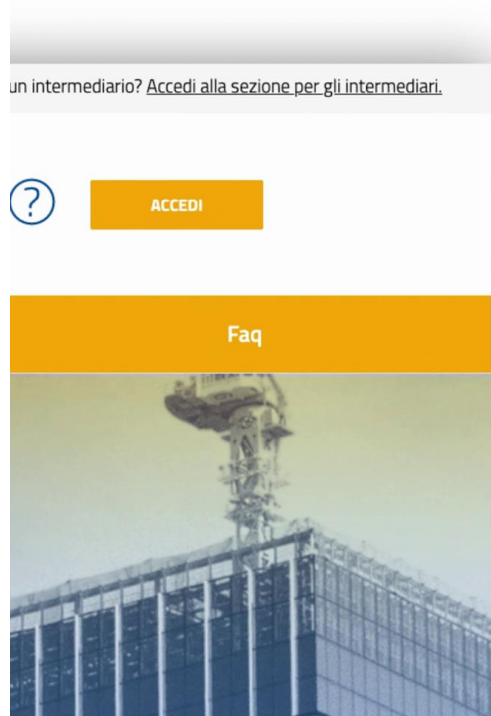 un intermediario? Accedi alla sezione per gli intermediari.
?
ACCEDI
Faq